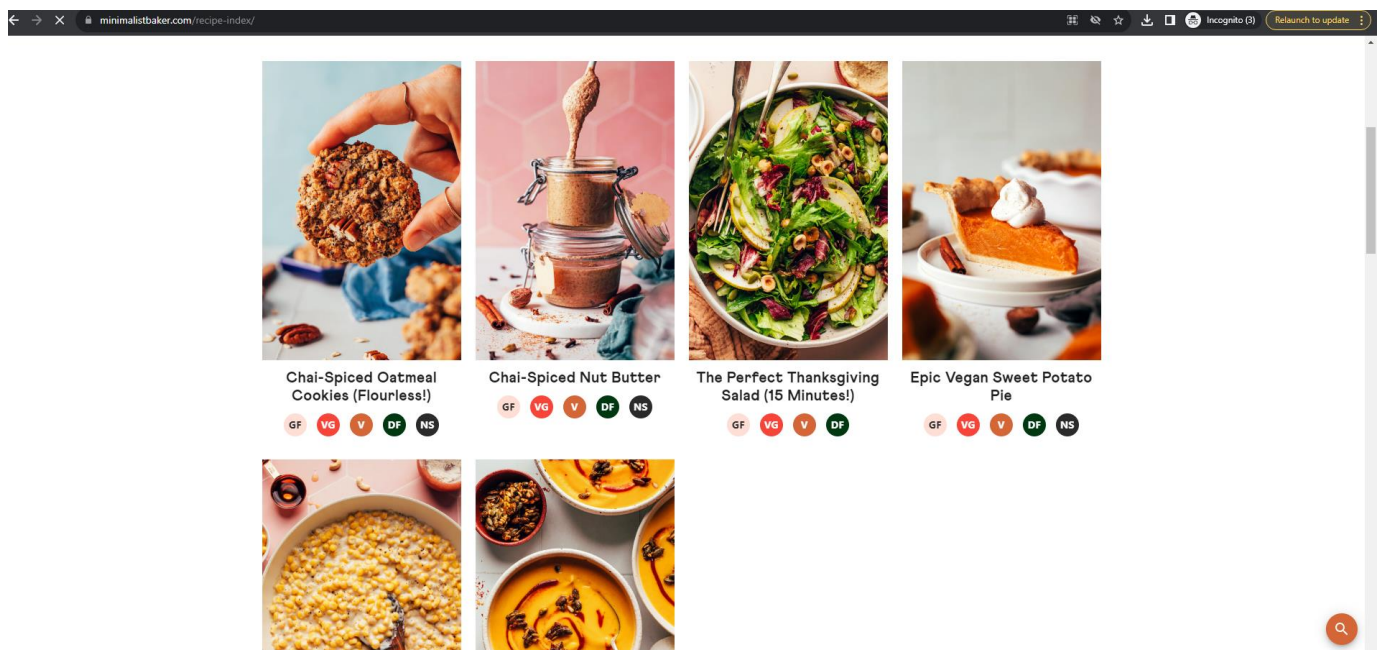 minimalistbaker.com/recipe-index/
Incognito (3)
Relaunch to update
Chai-Spiced Oatmeal
Cookies (Flourless!)
GF VG V DF NS
Chai-Spiced Nut Butter
GF VG V DF NS
The Perfect Thanksgiving
Salad (15 Minutes!)
GF VG V DF
Epic Vegan Sweet Potato
Pie
GF VG V DF NS